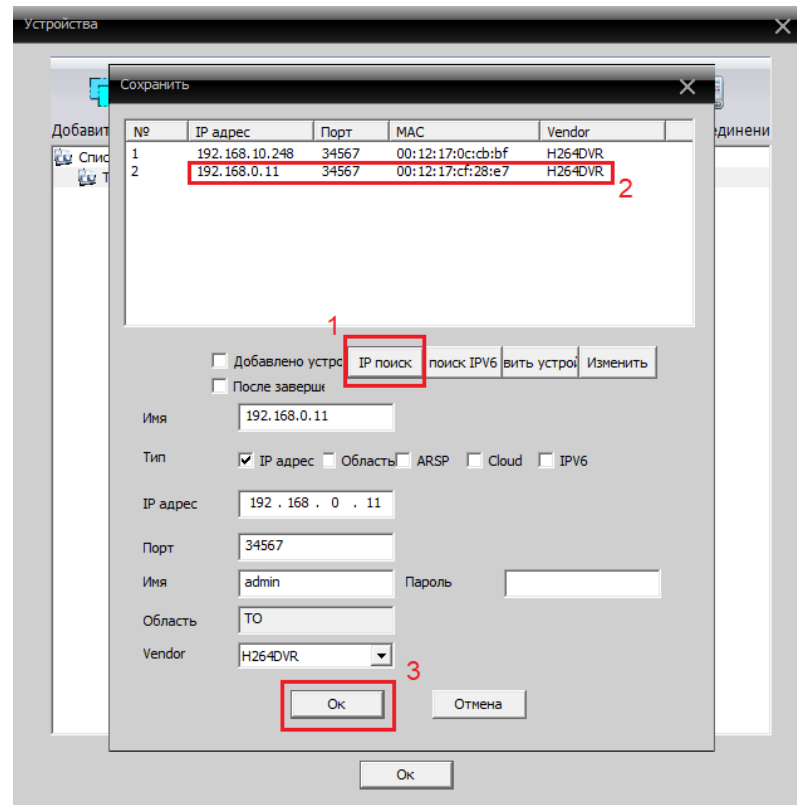 Устройства
Сохранить
Добавит
единени
№ IP адрес Порт MAC Vendor
1 192.168.10.248 34567 00:12:17:0c:cb:bf H264DVR
2 192.168.0.11 34567 00:12:17:cf:28:e7 H264DVR
2
Спис
Т
1
Добавлено устро IP поиск поиск IPV6 вить устрой Изменить
После заверше
Имя 192.168.0.11
Тип IP адрес Область ARSP Cloud IPV6
IP адрес 192 . 168 . 0 . 11
Порт 34567
Имя admin Пароль
Область ТО
Vendor H264DVR
3
Ок Отмена
Ок